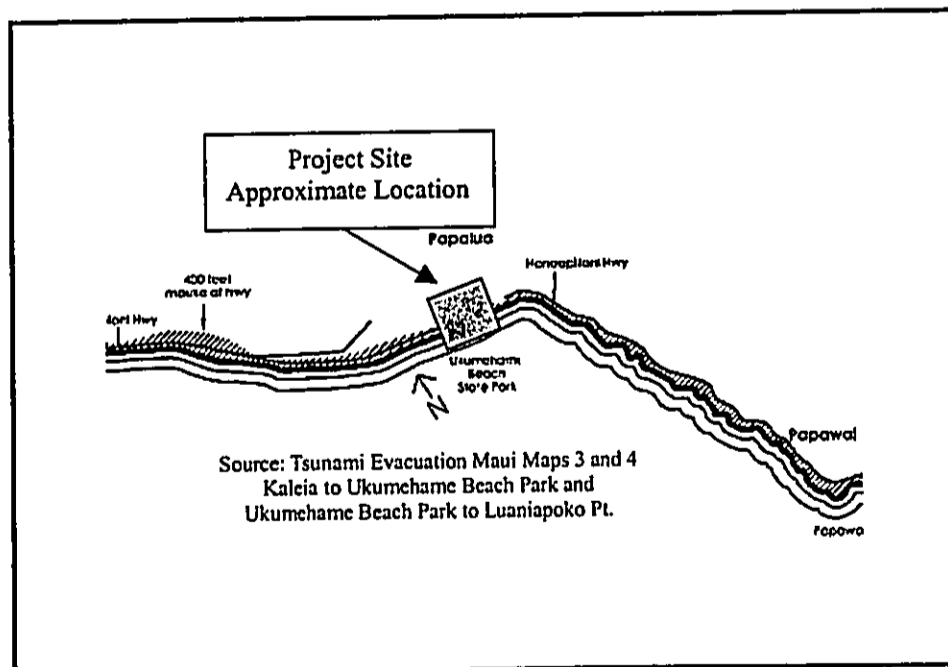 Project Site
Approximate Location
Papalua
400 feet
mauka of hwy
Honoapiilani Hwy
Ukumehame
Beach
State Park
N
Papawai
Source: Tsunami Evacuation Maui Maps 3 and 4
Kaleia to Ukumehame Beach Park and
Ukumehame Beach Park to Luaniapoko Pt.
Papawa